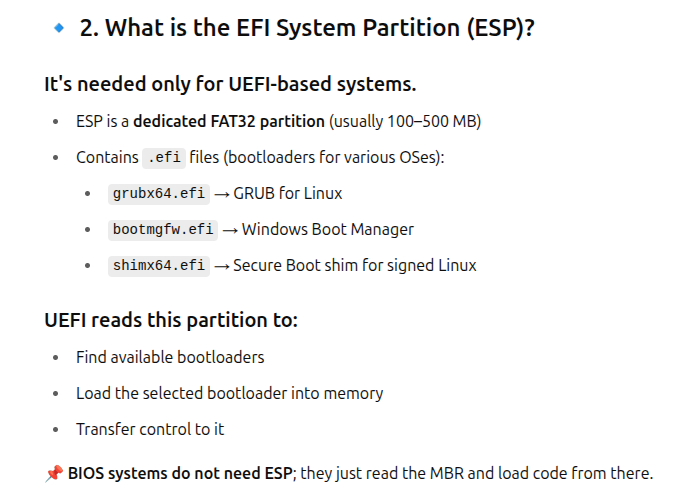 🔹 2. What is the EFI System Partition (ESP)?
It's needed only for UEFI-based systems.
• ESP is a dedicated FAT32 partition (usually 100–500 MB)
• Contains .efi files (bootloaders for various OSes):
• grubx64.efi → GRUB for Linux
• bootmgfw.efi → Windows Boot Manager
• shimx64.efi → Secure Boot shim for signed Linux
UEFI reads this partition to:
• Find available bootloaders
• Load the selected bootloader into memory
• Transfer control to it
📌 BIOS systems do not need ESP; they just read the MBR and load code from there.